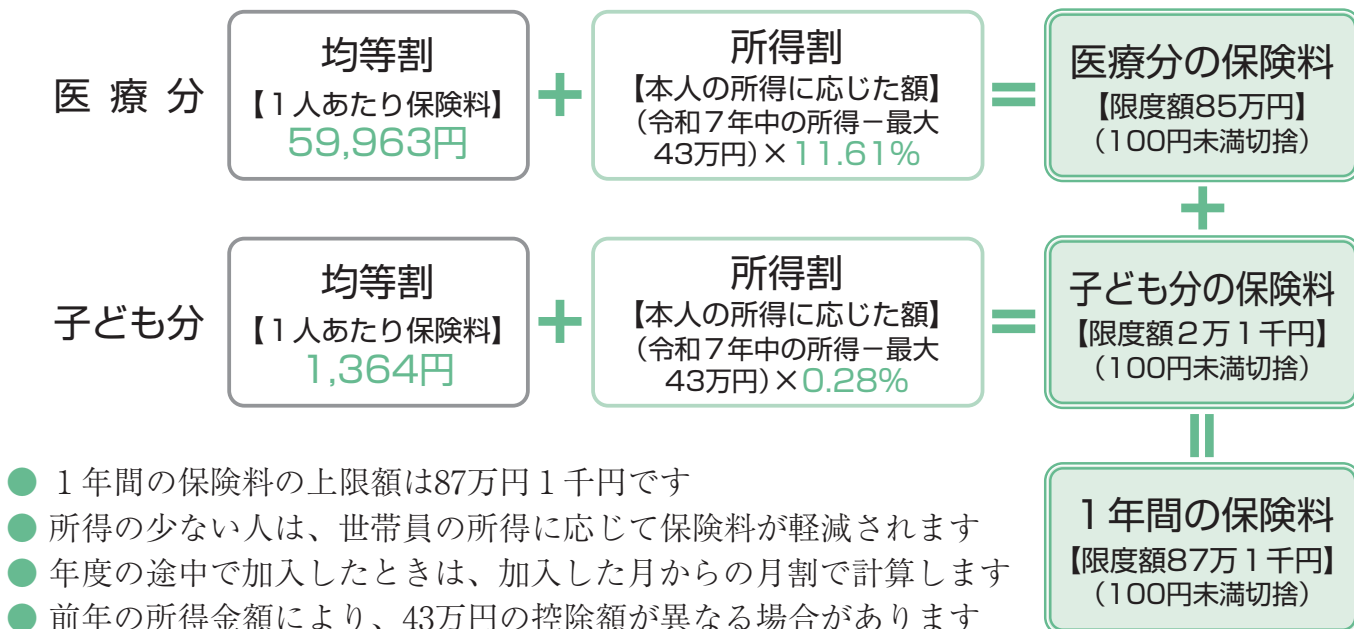 医療分
均等割
【1人あたり保険料】
59,963円
+
所得割
【本人の所得に応じた額】
(令和7年中の所得-最大
43万円)×11.61%
=
医療分の保険料
【限度額85万円】
(100円未満切捨)
+
子ども分
均等割
【1人あたり保険料】
1,364円
+
所得割
【本人の所得に応じた額】
(令和7年中の所得-最大
43万円)×0.28%
=
子ども分の保険料
【限度額2万1千円】
(100円未満切捨)
=
1年間の保険料
【限度額87万1千円】
(100円未満切捨)
● 1年間の保険料の上限額は87万円1千円です
● 所得の少ない人は、世帯員の所得に応じて保険料が軽減されます
● 年度の途中で加入したときは、加入した月からの月割で計算します
● 前年の所得金額により、43万円の控除額が異なる場合があります